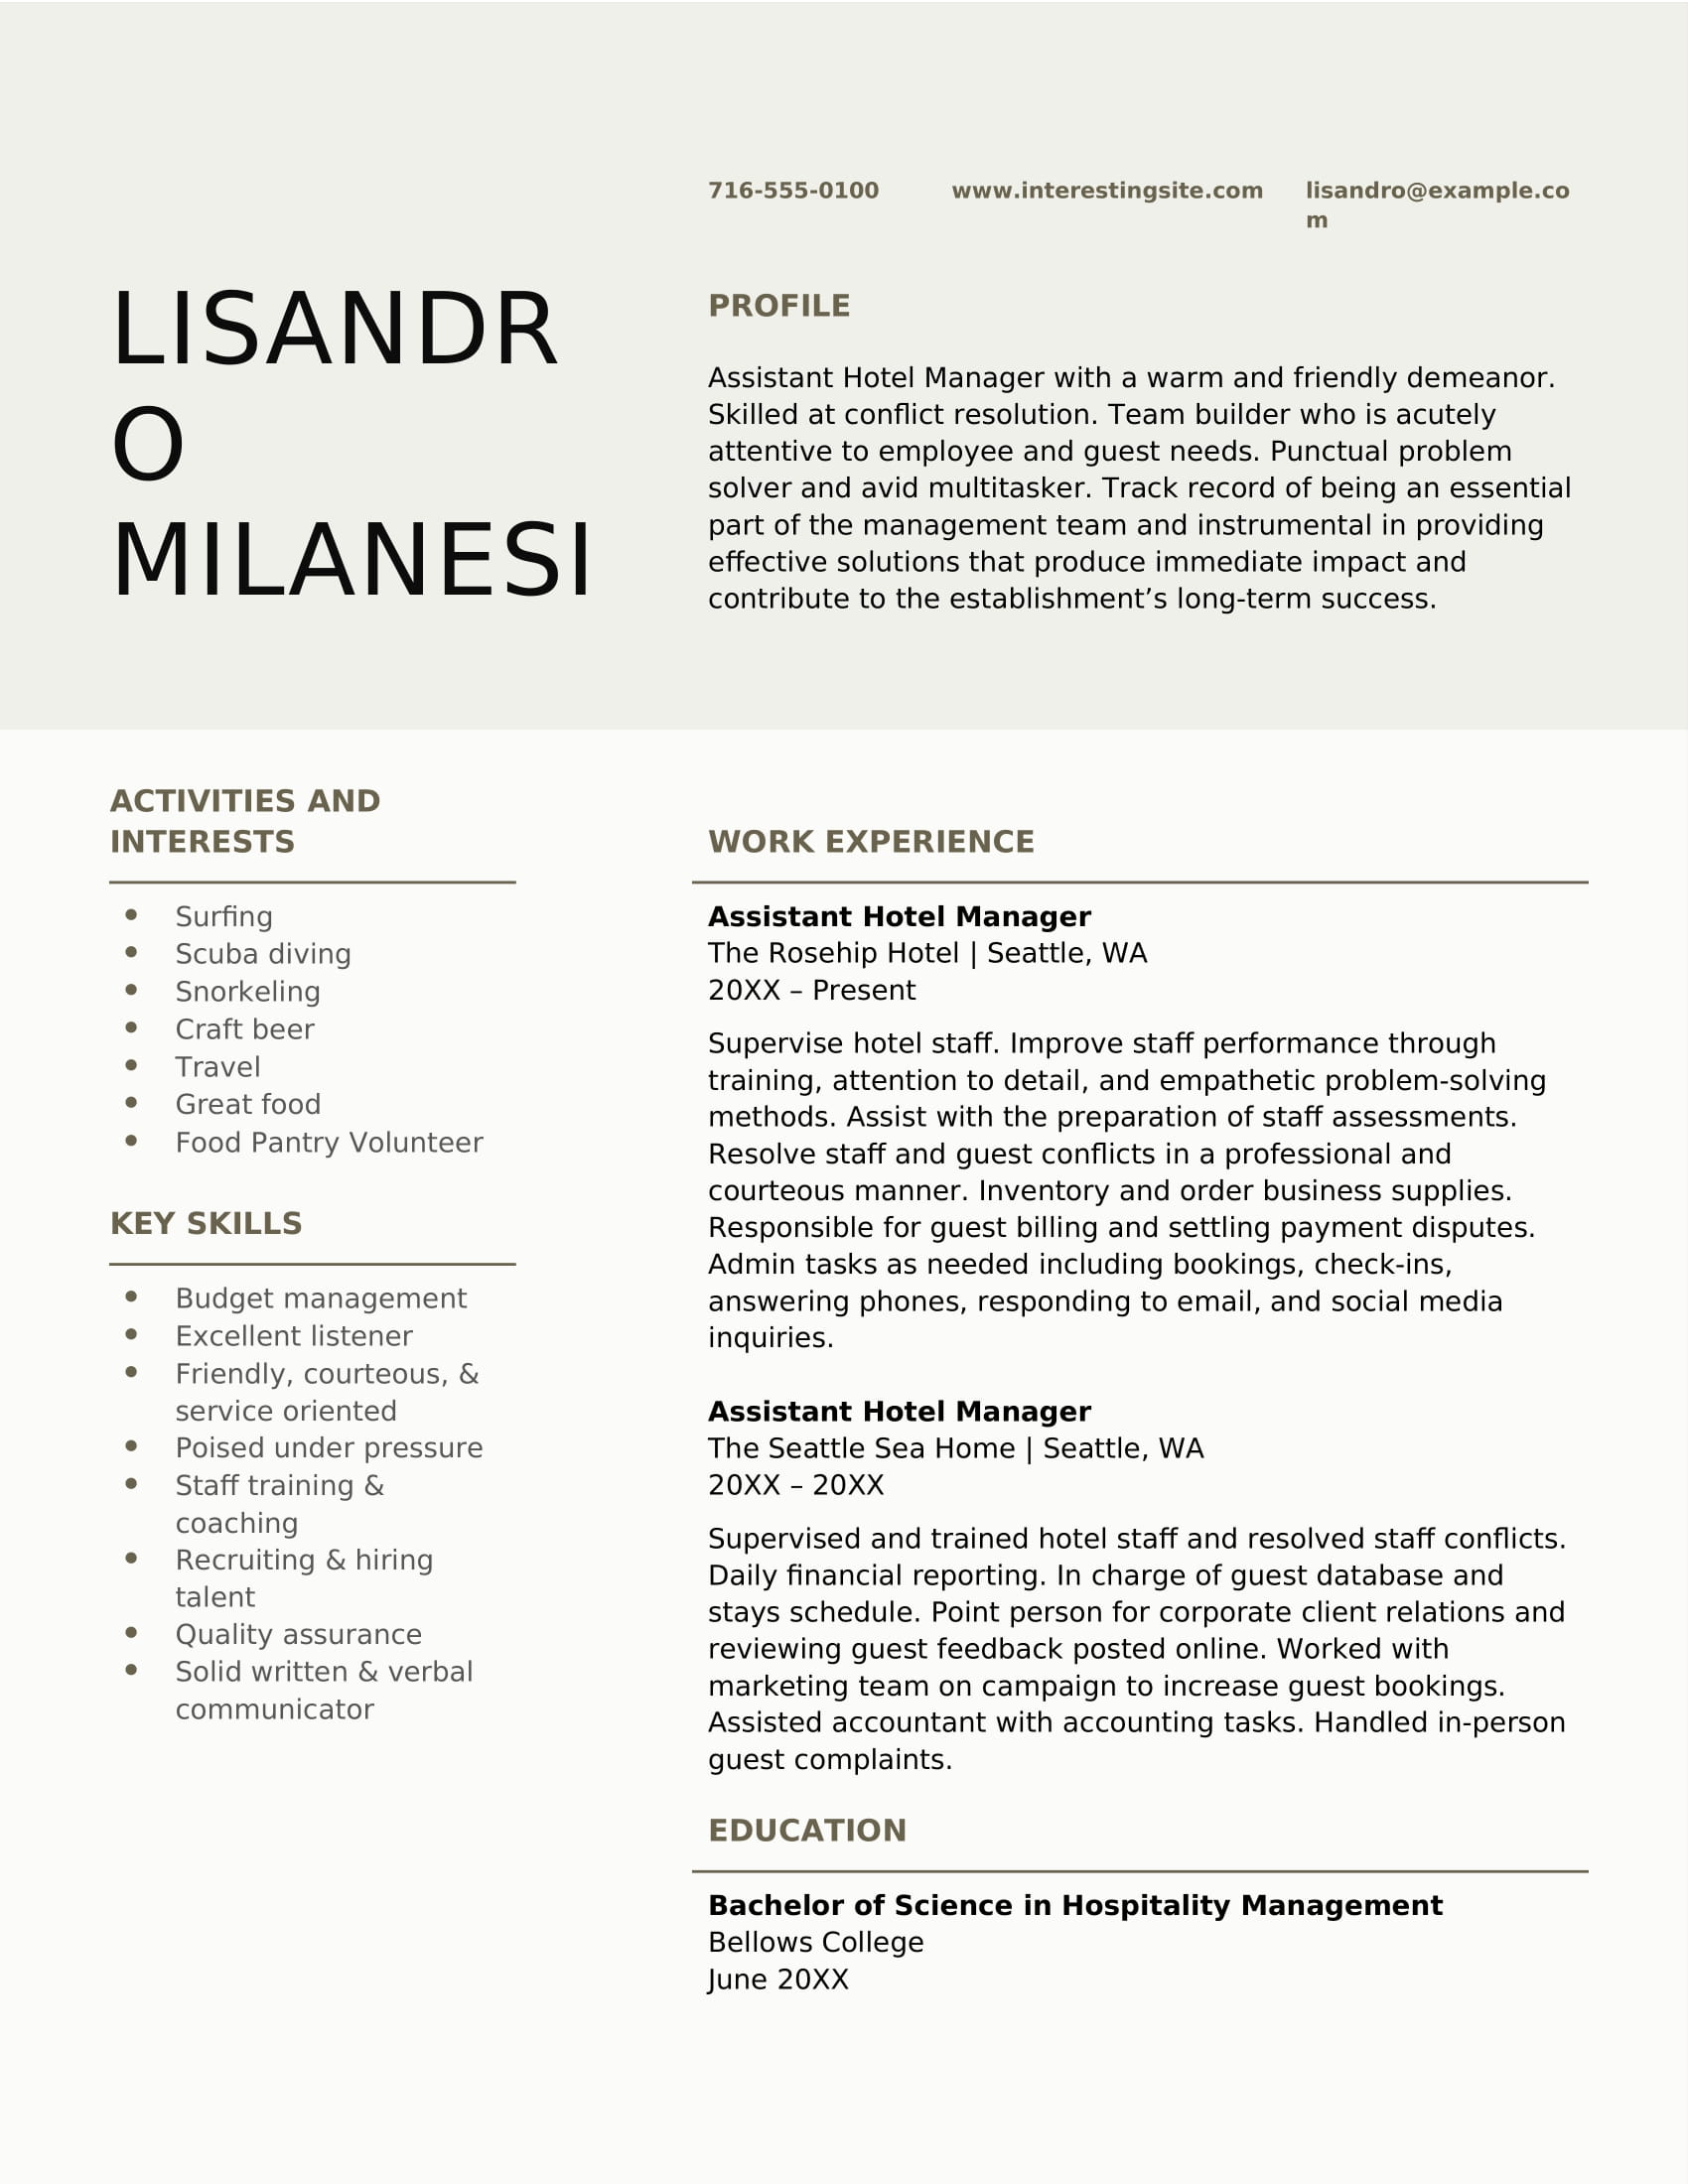 716-555-0100
www.interestingsite.com
lisandro@example.co
m
LISANDR
O
MILANESI
PROFILE
Assistant Hotel Manager with a warm and friendly demeanor.
Skilled at conflict resolution. Team builder who is acutely
attentive to employee and guest needs. Punctual problem
solver and avid multitasker. Track record of being an essential
part of the management team and instrumental in providing
effective solutions that produce immediate impact and
contribute to the establishment’s long-term success.
ACTIVITIES AND
INTERESTS
• Surfing
• Scuba diving
• Snorkeling
• Craft beer
• Travel
• Great food
• Food Pantry Volunteer
KEY SKILLS
• Budget management
• Excellent listener
• Friendly, courteous, &
service oriented
• Poised under pressure
• Staff training &
coaching
• Recruiting & hiring
talent
• Quality assurance
• Solid written & verbal
communicator
WORK EXPERIENCE
Assistant Hotel Manager
The Rosehip Hotel | Seattle, WA
20XX – Present
Supervise hotel staff. Improve staff performance through
training, attention to detail, and empathetic problem-solving
methods. Assist with the preparation of staff assessments.
Resolve staff and guest conflicts in a professional and
courteous manner. Inventory and order business supplies.
Responsible for guest billing and settling payment disputes.
Admin tasks as needed including bookings, check-ins,
answering phones, responding to email, and social media
inquiries.
Assistant Hotel Manager
The Seattle Sea Home | Seattle, WA
20XX – 20XX
Supervised and trained hotel staff and resolved staff conflicts.
Daily financial reporting. In charge of guest database and
stays schedule. Point person for corporate client relations and
reviewing guest feedback posted online. Worked with
marketing team on campaign to increase guest bookings.
Assisted accountant with accounting tasks. Handled in-person
guest complaints.
EDUCATION
Bachelor of Science in Hospitality Management
Bellows College
June 20XX